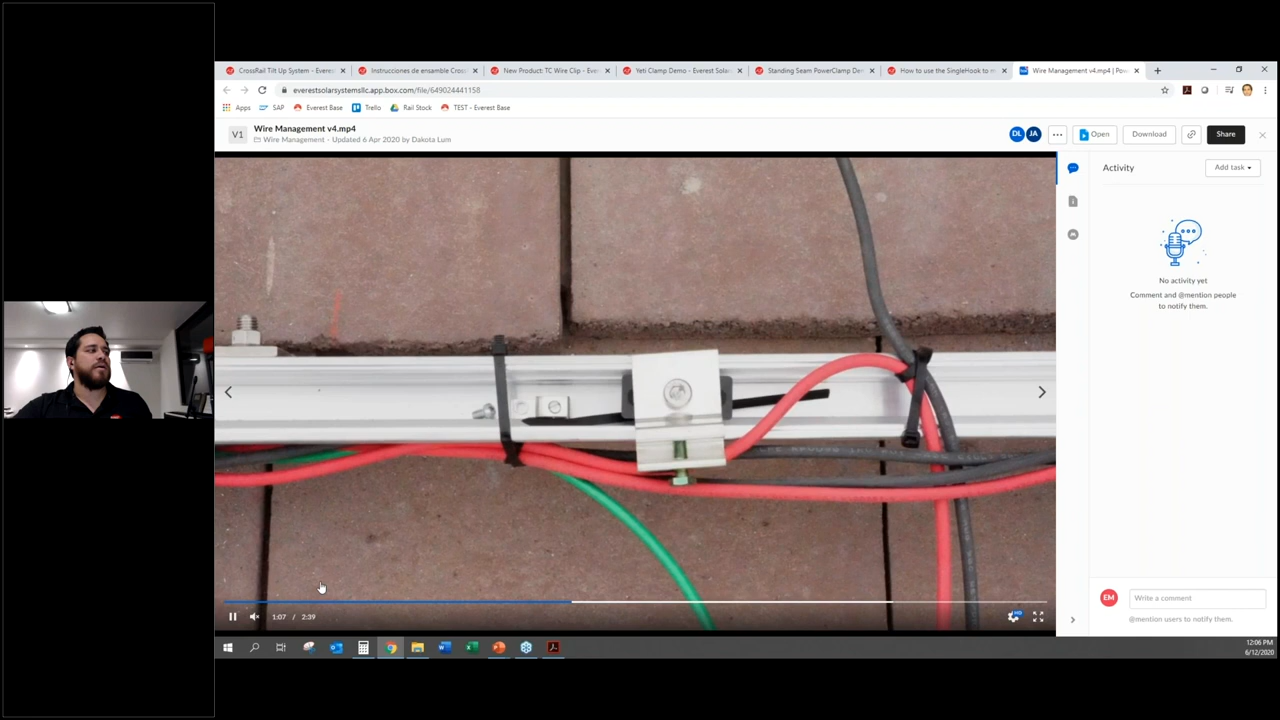 CrossRail Tilt Up System - Everes
Instrucciones de ensamble Cross
New Product: TC Wire Clip - Eve
Yeti Clamp Demo - Everest Solar
Standing Seam PowerClamp Dem
How to use the SingleHook to m
Wire Management v4.mp4 | Pow
everestsolarsystemsllc.app.box.com/file/649024441158
Apps
SAP
Everest Base
Trello
Rail Stock
TEST - Everest Base
V1
Wire Management v4.mp4
Wire Management - Updated 6 Apr 2020 by Dakota Lum
DL
JA
Open
Download
Share
Activity
Add task
No activity yet
Comment and @mention people
to notify them.
1:07 / 2:39
HD
EM
Write a comment
@mention users to notify them.
12:06 PM
6/12/2020